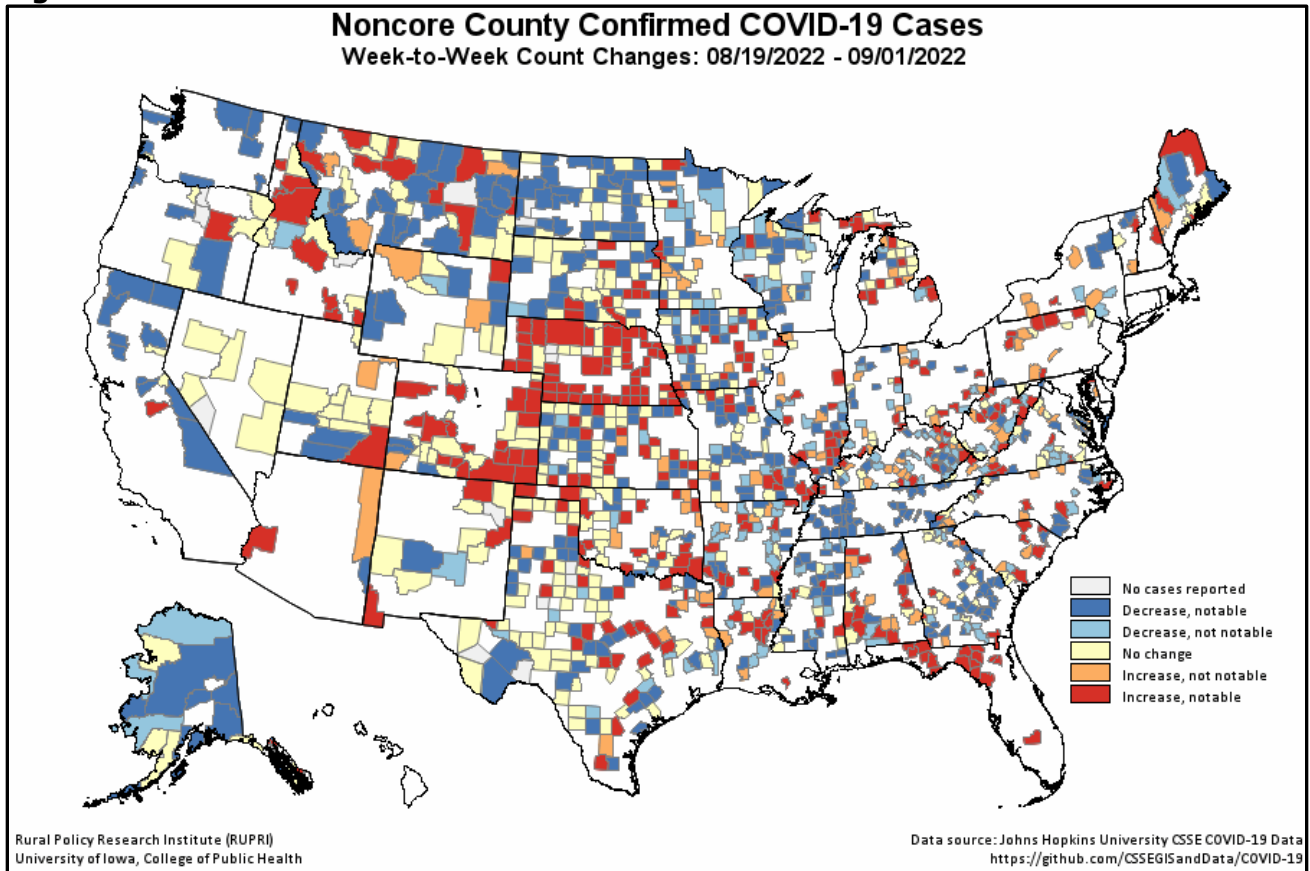 Noncore County Confirmed COVID-19 Cases
Week-to-Week Count Changes: 08/19/2022 - 09/01/2022
No cases reported
Decrease, notable
Decrease, not notable
No change
Increase, not notable
Increase, notable
Rural Policy Research Institute (RUPRI)
University of Iowa, College of Public Health
Data source: Johns Hopkins University CSSE COVID-19 Data
https://github.com/CSSEGISandData/COVID-19